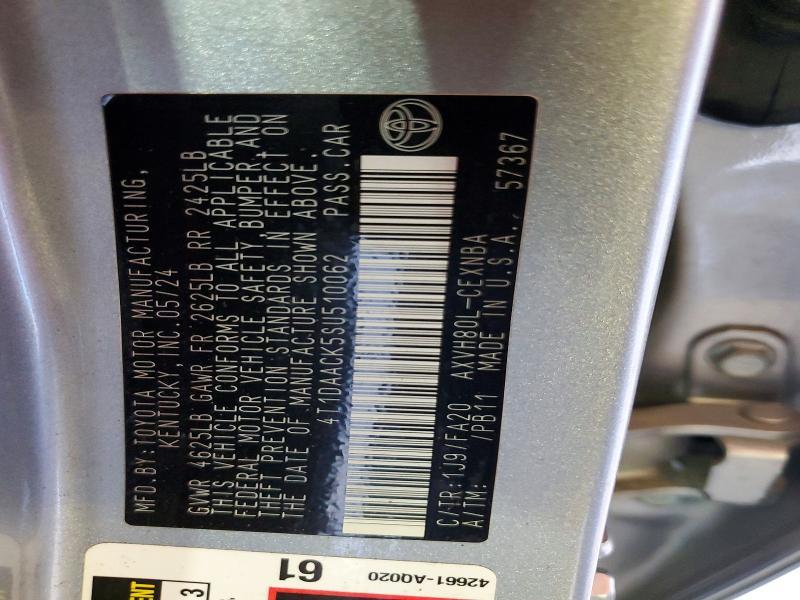 MFD. BY: TOYOTA MOTOR MANUFACTURING,
KENTUCKY, INC. 05/24
GVWR 4625LB GAWR FR 2625LB RR 2425LB
THIS VEHICLE CONFORMS TO ALL APPLICABLE
FEDERAL MOTOR VEHICLE SAFETY, BUMPER, AND
THEFT PREVENTION STANDARDS IN EFFECT ON
THE DATE OF MANUFACTURE SHOWN ABOVE.
4T1DAACK5SU510062 PASS. CAR
C/TR: 1J9/FA20 AXVH80L-CEXNBA
A/TM: /PB11 MADE IN U.S.A. 57367
61
42661-AQ020
3